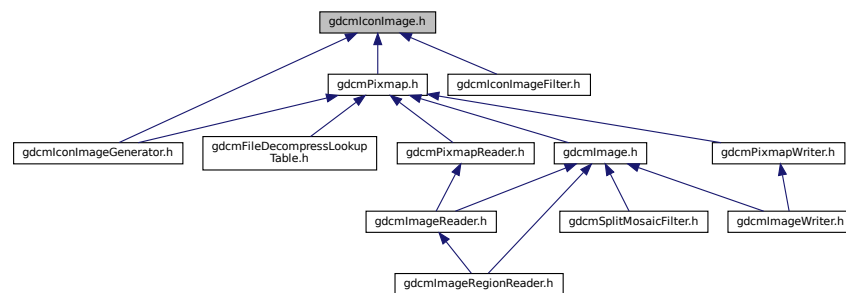 gdcmIconImage.h
gdcmPixmap.h
gdcmIconImageFilter.h
gdcmIconImageGenerator.h
gdcmFileDecompressLookup
Table.h
gdcmPixmapReader.h
gdcmImage.h
gdcmPixmapWriter.h
gdcmImageReader.h
gdcmSplitMosaicFilter.h
gdcmImageWriter.h
gdcmImageRegionReader.h